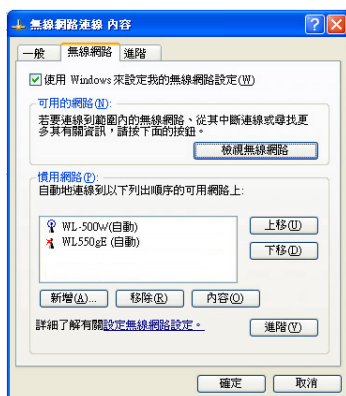 無線網路連線 內容
一般 無線網路 進階
使用 Windows 來設定我的無線網路設定(W)
可用的網路(N):
若要連線到範圍內的無線網路、從其中斷連線或尋找更
多其有關資訊，請按下面的按鈕。
檢視無線網路
慣用網路(P):
自動地連線到以下列出順序的可用網路上:
WL-500w(自動)
WL550gE (自動)
上移(U)
下移(D)
新增(A)... 移除(R) 內容(O)
詳細了解有關設定無線網路設定。
進階(V)
確定 取消